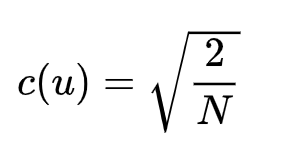 c(u) = √(2/N)